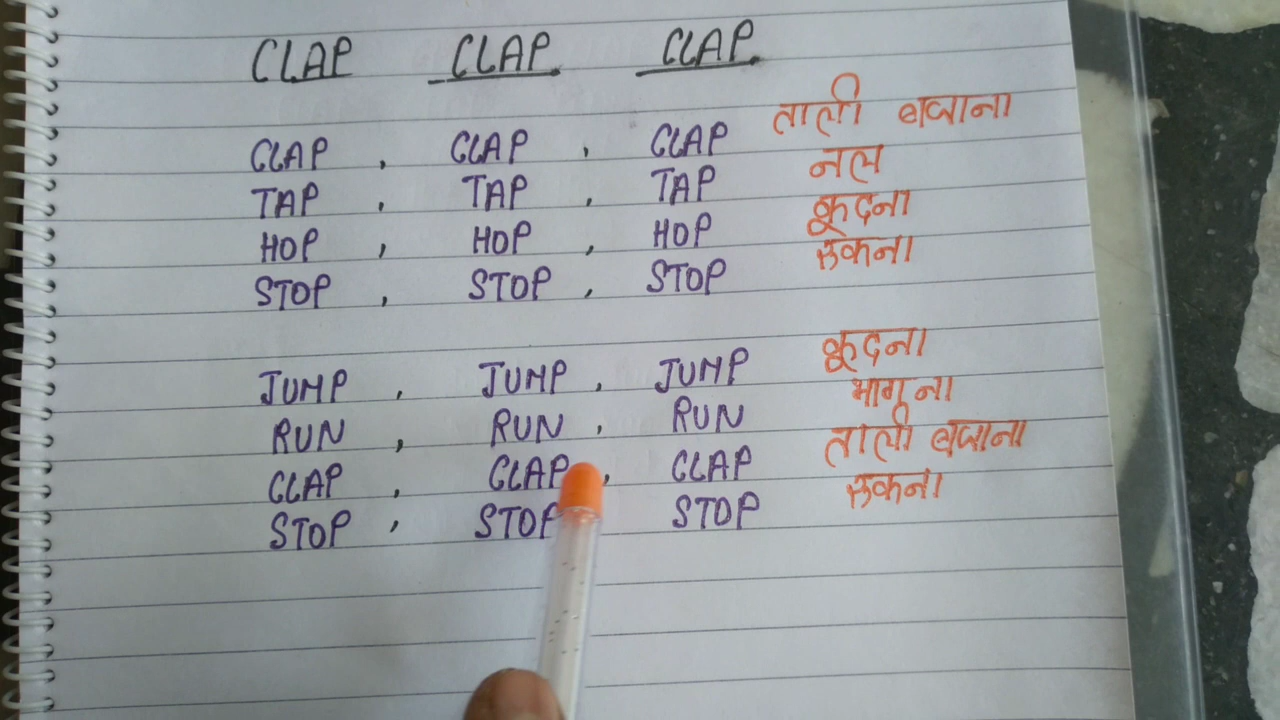 CLAP CLAP CLAP
CLAP , CLAP , CLAP ताली बजाना
TAP , TAP , TAP नल
HOP , HOP , HOP कूदना
STOP , STOP , STOP रुकना
JUMP , JUMP , JUMP कूदना
RUN , RUN , RUN भागना
CLAP , CLAP , CLAP ताली बजाना
STOP , STOP STOP रुकना